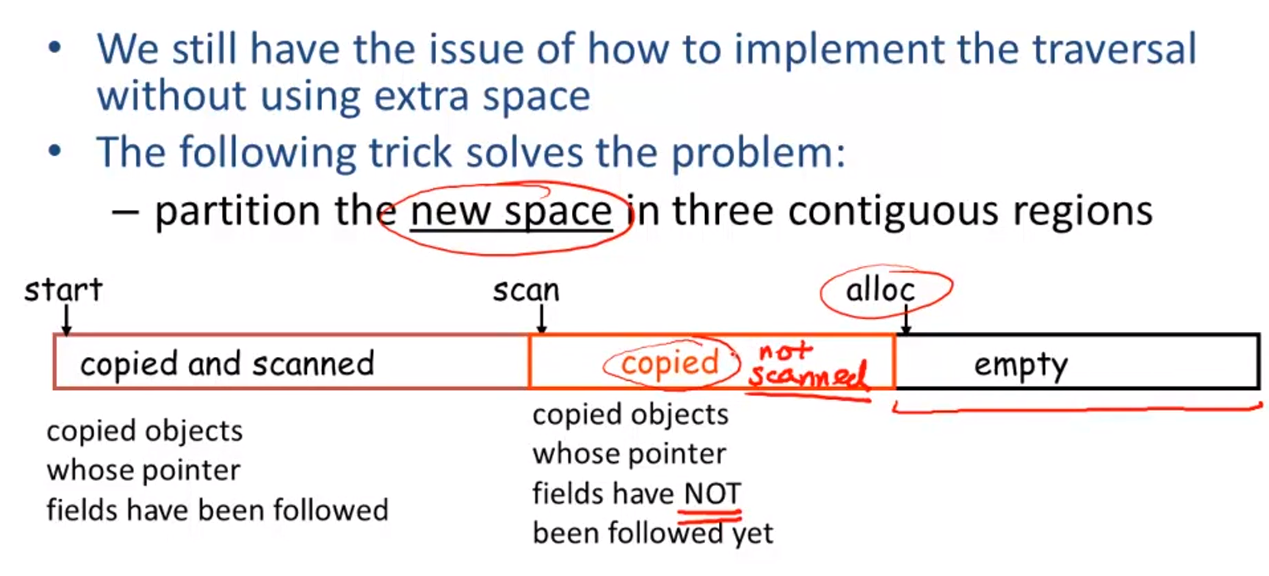 • We still have the issue of how to implement the traversal
without using extra space
• The following trick solves the problem:
– partition the new space in three contiguous regions
start scan alloc
copied and scanned copied not scanned empty
copied objects
whose pointer
fields have been followed
copied objects
whose pointer
fields have NOT
been followed yet